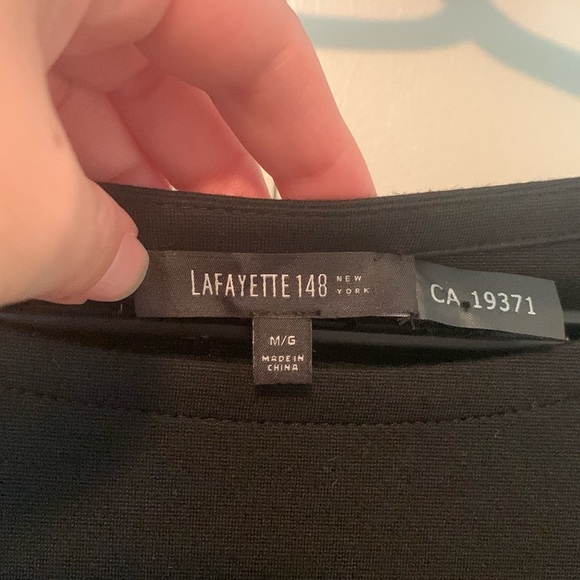 LAFAYETTE 148 NEW YORK
CA 19371
M/G
MADE IN
CHINA